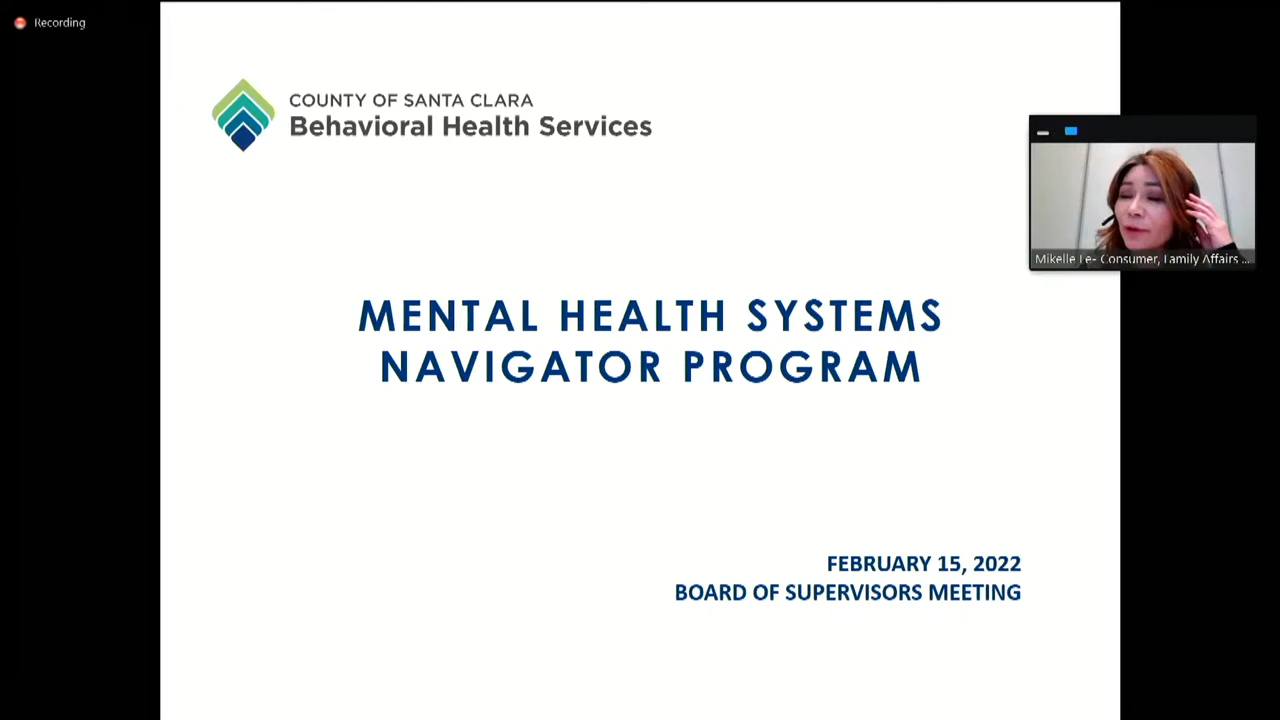 Recording
COUNTY OF SANTA CLARA
Behavioral Health Services
Mikelle Le- Consumer, Family Affairs ...
MENTAL HEALTH SYSTEMS
NAVIGATOR PROGRAM
FEBRUARY 15, 2022
BOARD OF SUPERVISORS MEETING